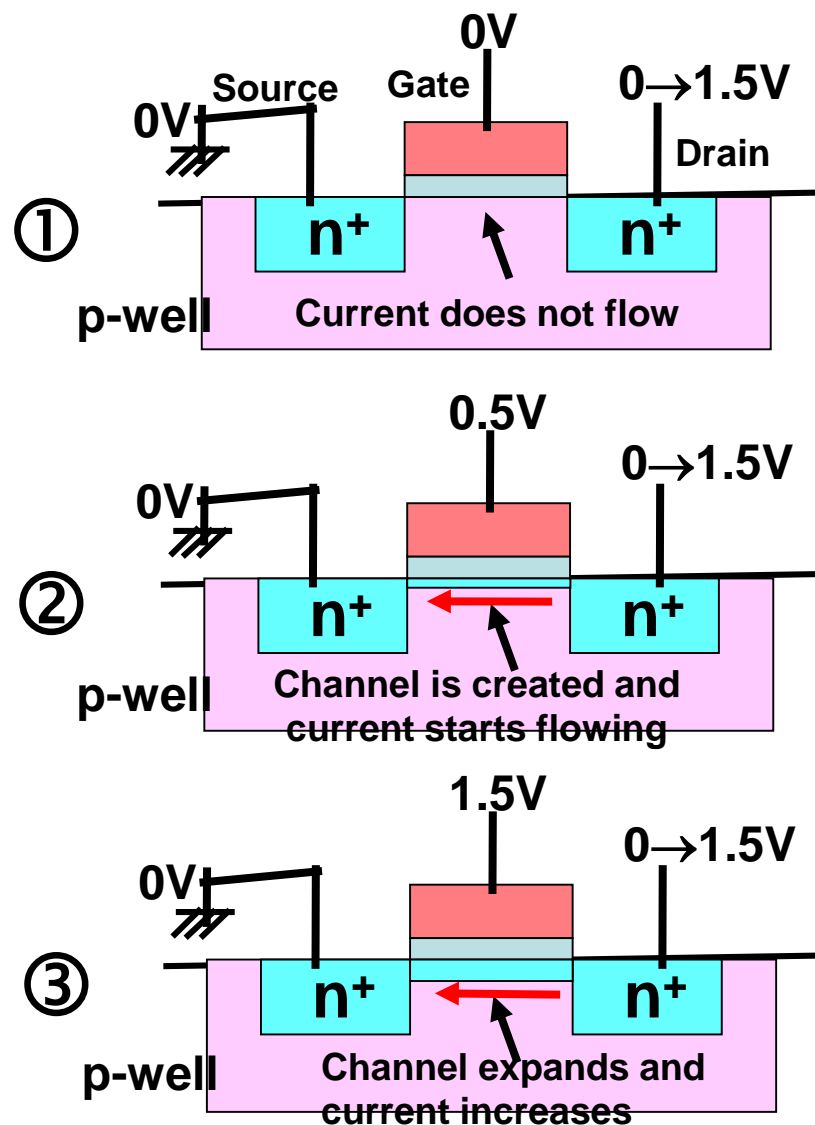 0V
Source
Gate
0→1.5V
0V
Drain
①
n⁺
n⁺
p-well
Current does not flow
0.5V
0→1.5V
0V
②
n⁺
n⁺
p-well
Channel is created and
current starts flowing
1.5V
0→1.5V
0V
③
n⁺
n⁺
p-well
Channel expands and
current increases